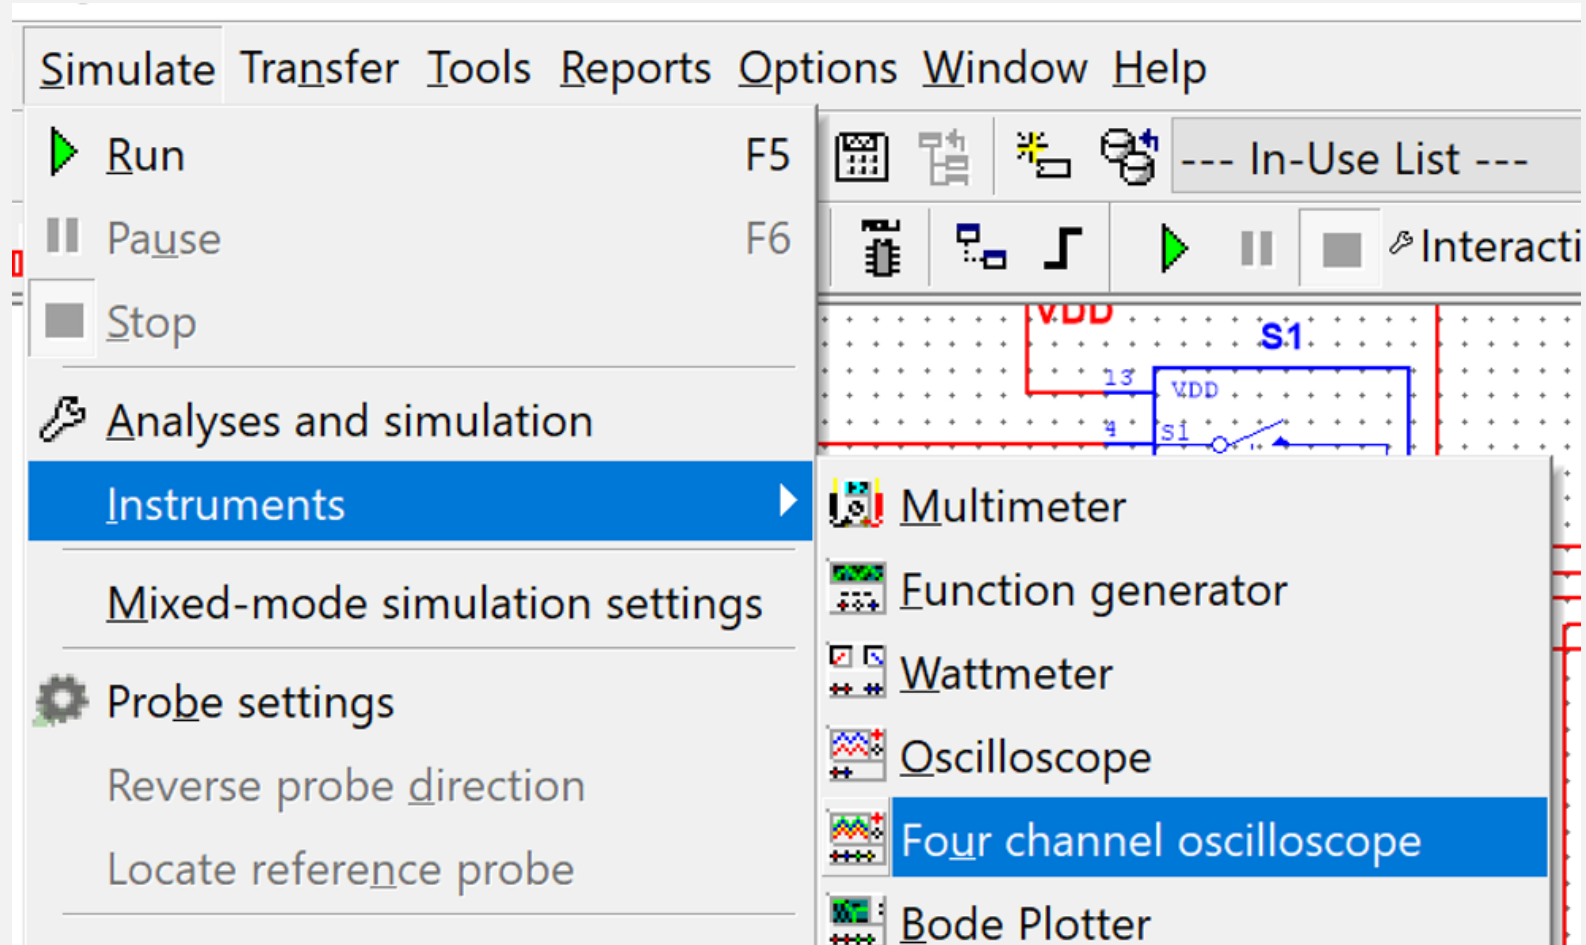 Simulate Transfer Tools Reports Options Window Help
Run F5
Pause F6
Stop
Analyses and simulation
Instruments
Mixed-mode simulation settings
Probe settings
Reverse probe direction
Locate reference probe
--- In-Use List ---
Interacti
VDD
S1
13
VDD
4
S1
Multimeter
Function generator
Wattmeter
Oscilloscope
Four channel oscilloscope
Bode Plotter